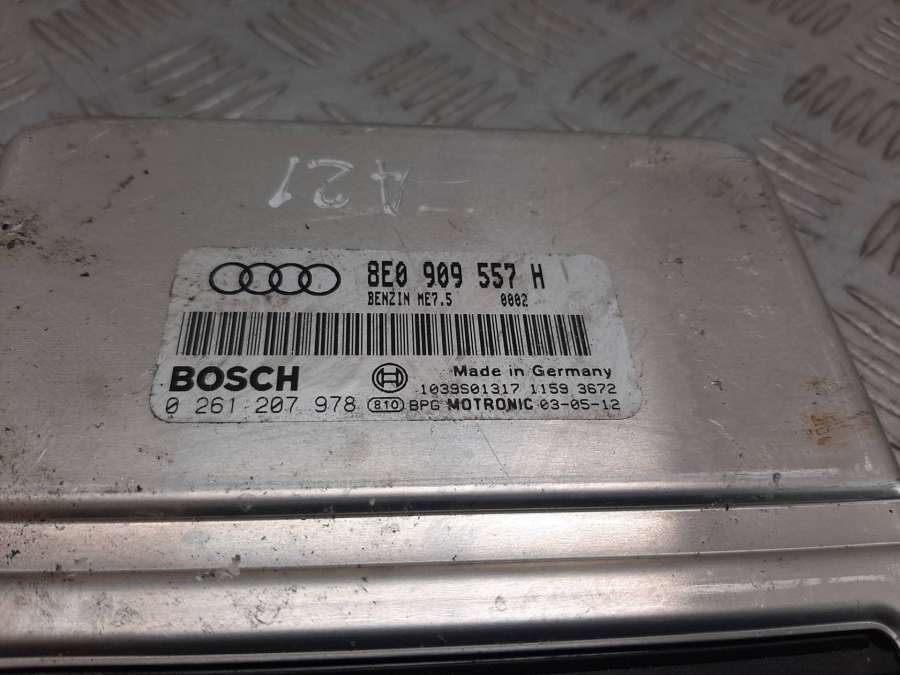 A21
8E0 909 557 H
BENZIN ME7.5 0002
BOSCH Made in Germany
1039S01317 1159 3672
0 261 207 978 810 BPG MOTRONIC 03-05-12